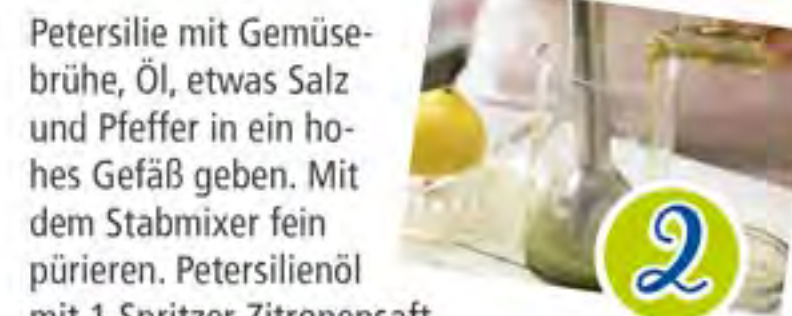 Petersilie mit Gemüse-
brühe, Öl, etwas Salz
und Pfeffer in ein ho-
hes Gefäß geben. Mit
dem Stabmixer fein
pürieren. Petersilienöl
mit 1 Spritzer Zitronensaft
2